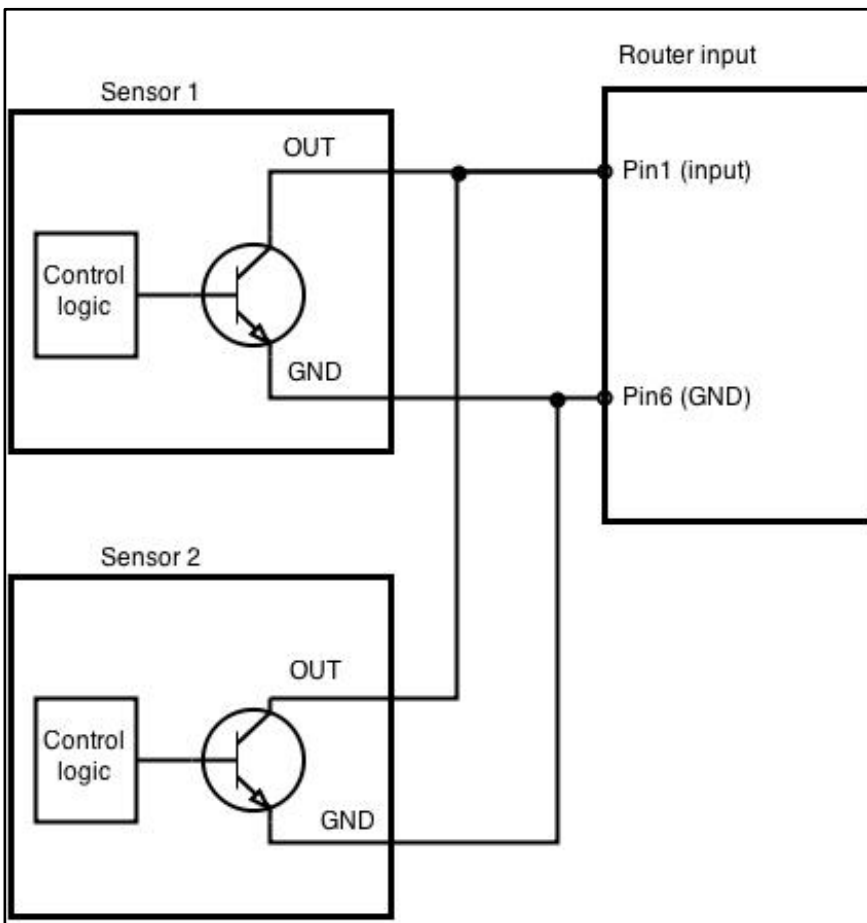 Router input
Sensor 1
OUT
Pin1 (input)
Control
logic
GND
Pin6 (GND)
Sensor 2
OUT
Control
logic
GND